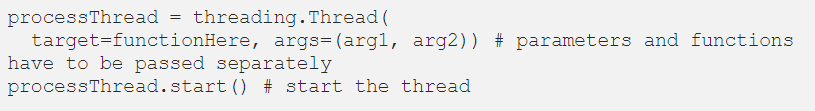 processThread = threading.Thread(
  target=functionHere, args=(arg1, arg2)) # parameters and functions
have to be passed separately
processThread.start() # start the thread